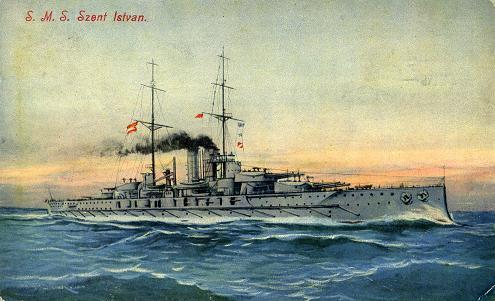 S. M. S. Szent Istvan.